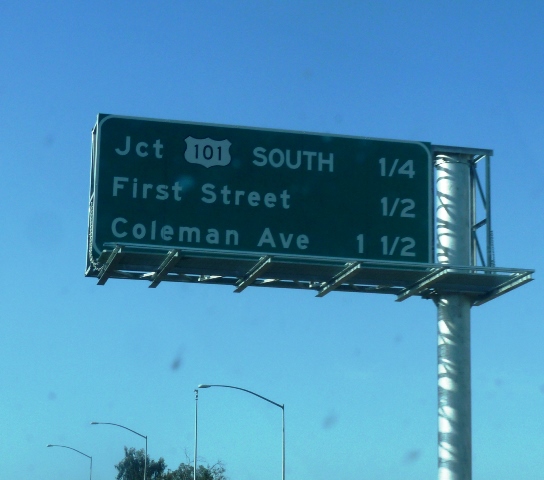 Jct 101 SOUTH 1/4
First Street 1/2
Coleman Ave 1 1/2